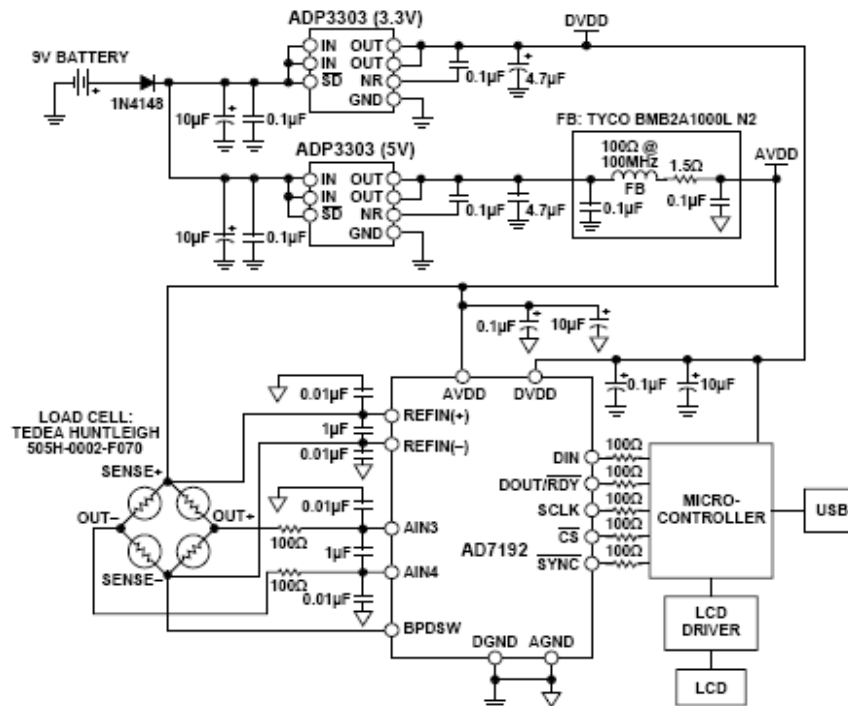 ADP3303 (3.3V)
9V BATTERY
1N4148
10µF
0.1µF
IN
IN
SD
OUT
OUT
NR
GND
0.1µF
4.7µF
DVDD
ADP3303 (5V)
10µF
0.1µF
IN
IN
SD
OUT
OUT
NR
GND
0.1µF
4.7µF
FB: TYCO BMB2A1000L N2
100Ω @
100MHz
FB
1.5Ω
0.1µF
0.1µF
AVDD
0.1µF
10µF
0.1µF
10µF
LOAD CELL:
TEDEA HUNTLEIGH
505H-0002-F070
SENSE+
OUT–
OUT+
SENSE–
0.01µF
1µF
0.01µF
0.01µF
100Ω
1µF
100Ω
0.01µF
AVDD
DVDD
REFIN(+)
REFIN(–)
AIN3
AIN4
BPDSW
AD7192
DIN
DOUT/RDY
SCLK
CS
SYNC
DGND
AGND
100Ω
100Ω
100Ω
100Ω
100Ω
MICRO-
CONTROLLER
USB
LCD
DRIVER
LCD